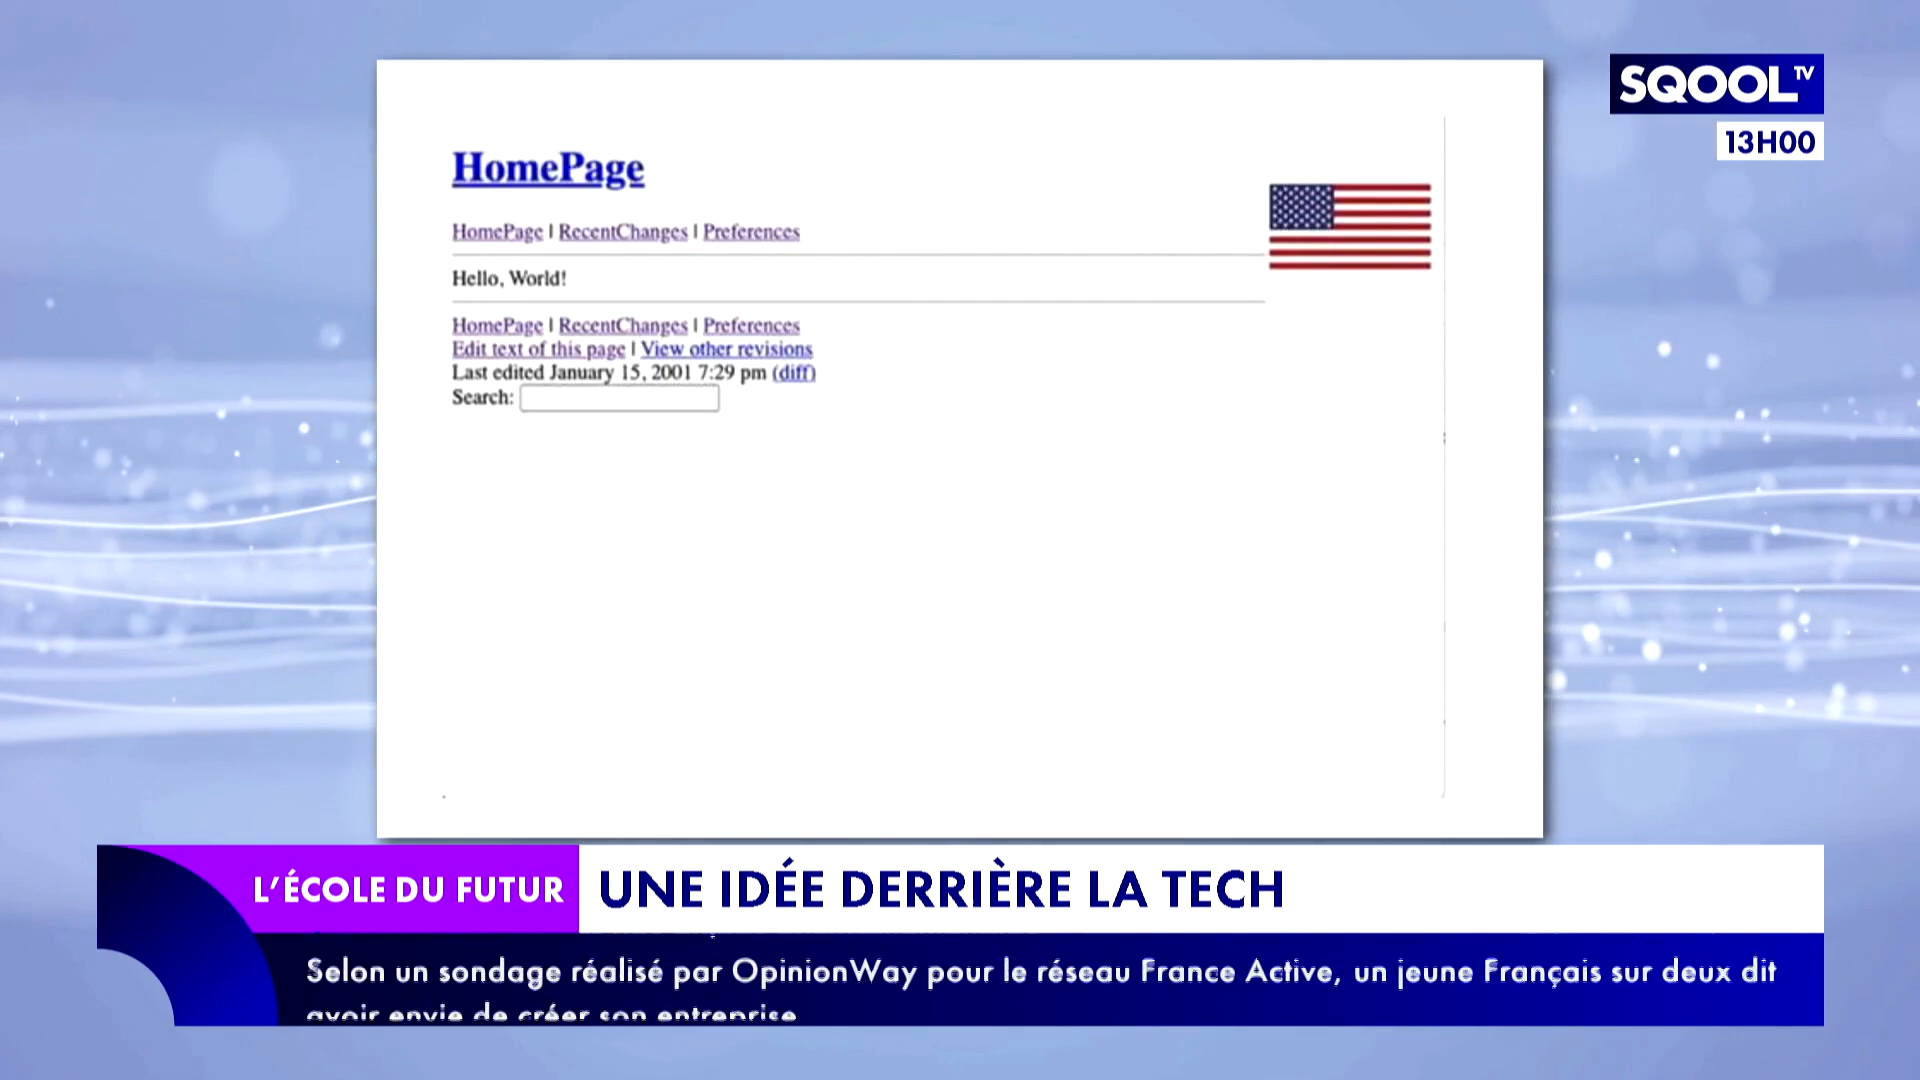 SQOOL TV
13H00
HomePage
HomePage | RecentChanges | Preferences
Hello, World!
HomePage | RecentChanges | Preferences
Edit text of this page | View other revisions
Last edited January 15, 2001 7:29 pm (diff)
Search:
L'ÉCOLE DU FUTUR
UNE IDÉE DERRIÈRE LA TECH
Selon un sondage réalisé par OpinionWay pour le réseau France Active, un jeune Français sur deux dit
avoir envie de créer son entreprise